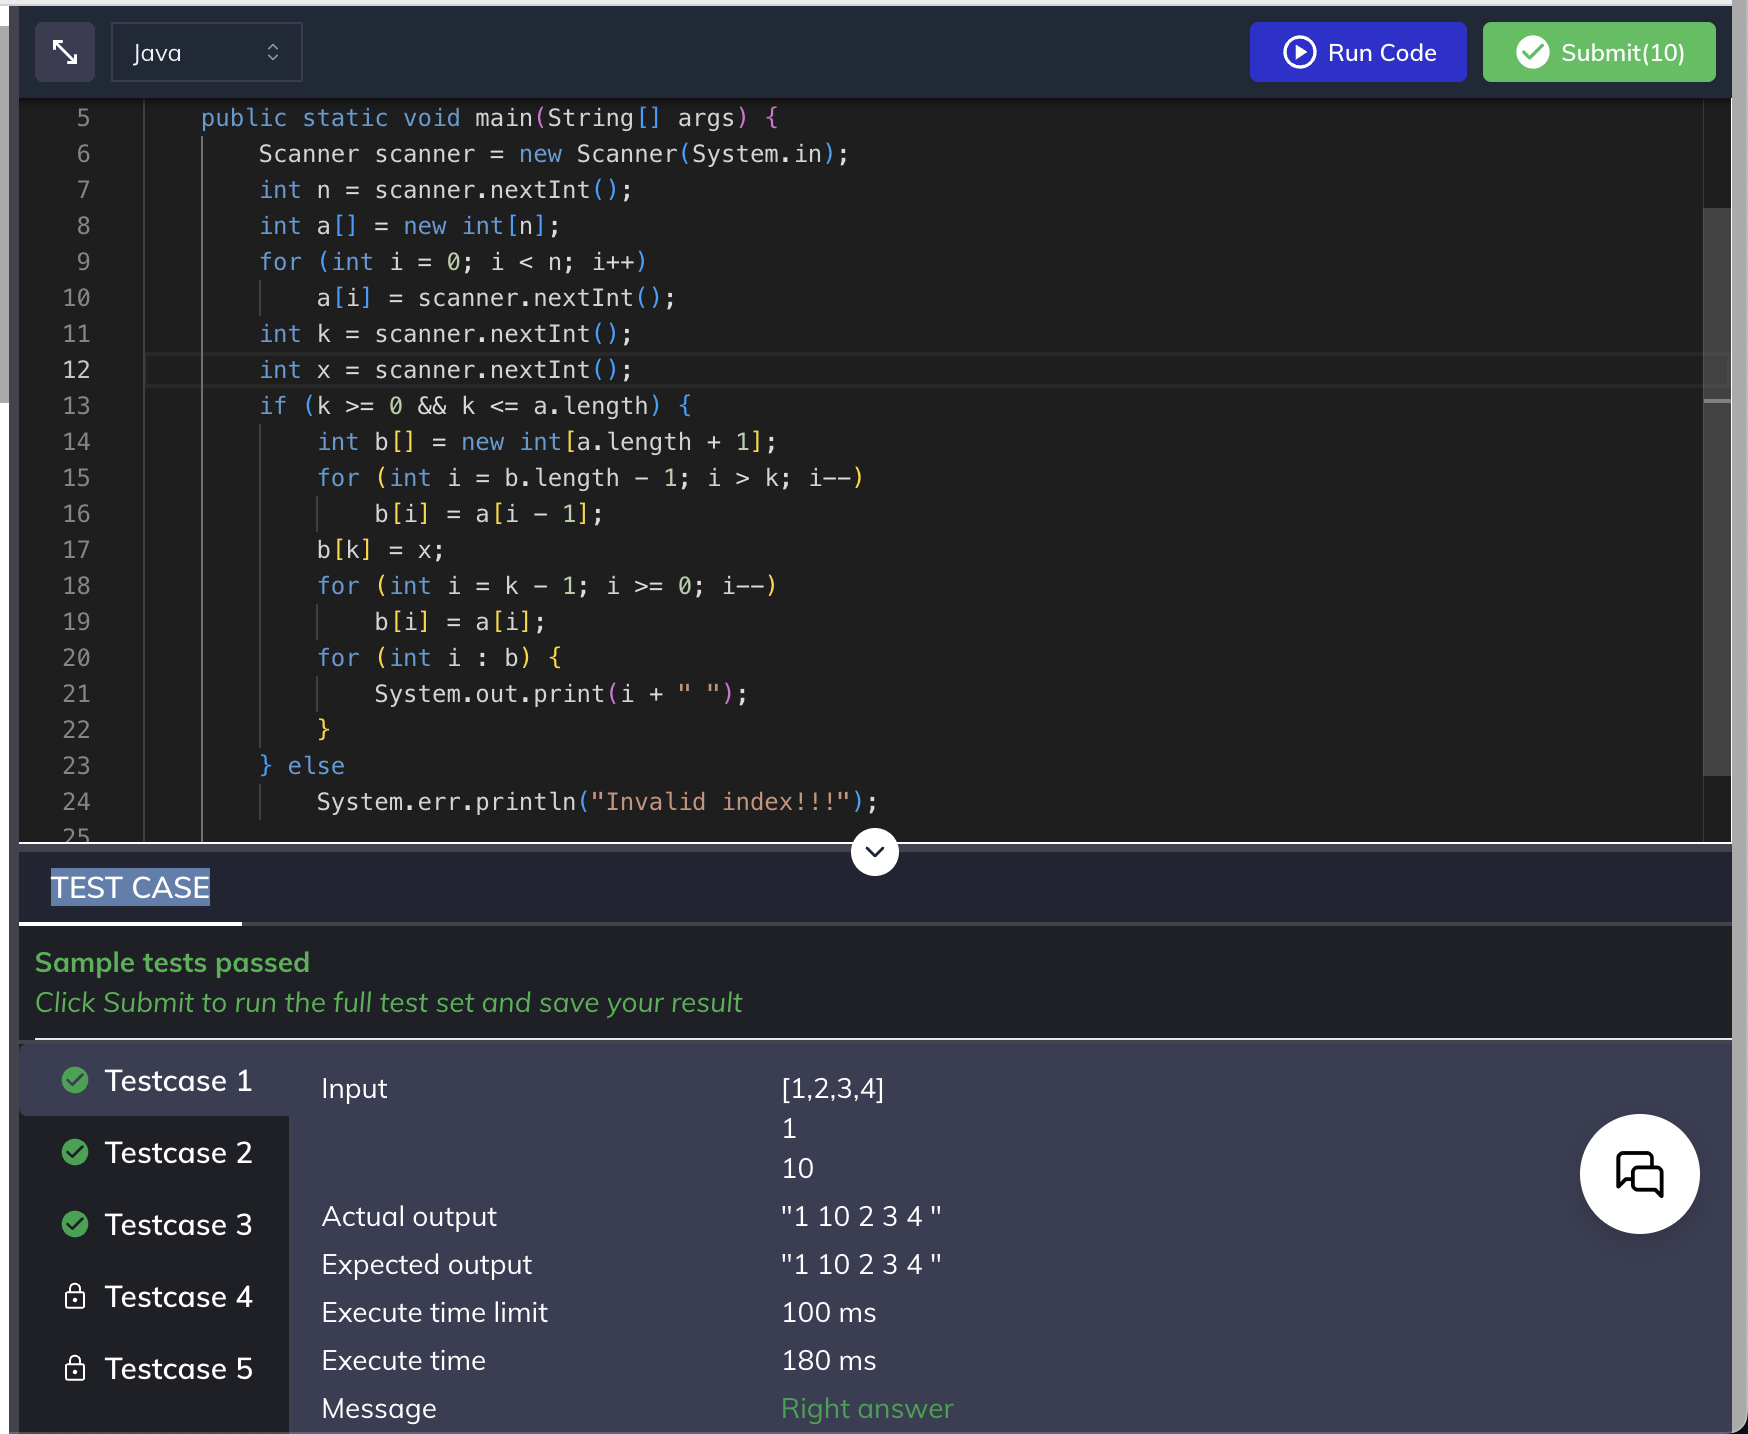 Java
Run Code
Submit(10)
5 public static void main(String[] args) {
6 Scanner scanner = new Scanner(System.in);
7 int n = scanner.nextInt();
8 int a[] = new int[n];
9 for (int i = 0; i < n; i++)
10 a[i] = scanner.nextInt();
11 int k = scanner.nextInt();
12 int x = scanner.nextInt();
13 if (k >= 0 && k <= a.length) {
14 int b[] = new int[a.length + 1];
15 for (int i = b.length - 1; i > k; i--)
16 b[i] = a[i - 1];
17 b[k] = x;
18 for (int i = k - 1; i >= 0; i--)
19 b[i] = a[i];
20 for (int i : b) {
21 System.out.print(i + " ");
22 }
23 } else
24 System.err.println("Invalid index!!!");
25
TEST CASE
Sample tests passed
Click Submit to run the full test set and save your result
Testcase 1
Testcase 2
Testcase 3
Testcase 4
Testcase 5
Input [1,2,3,4]
1
10
Actual output "1 10 2 3 4 "
Expected output "1 10 2 3 4 "
Execute time limit 100 ms
Execute time 180 ms
Message Right answer